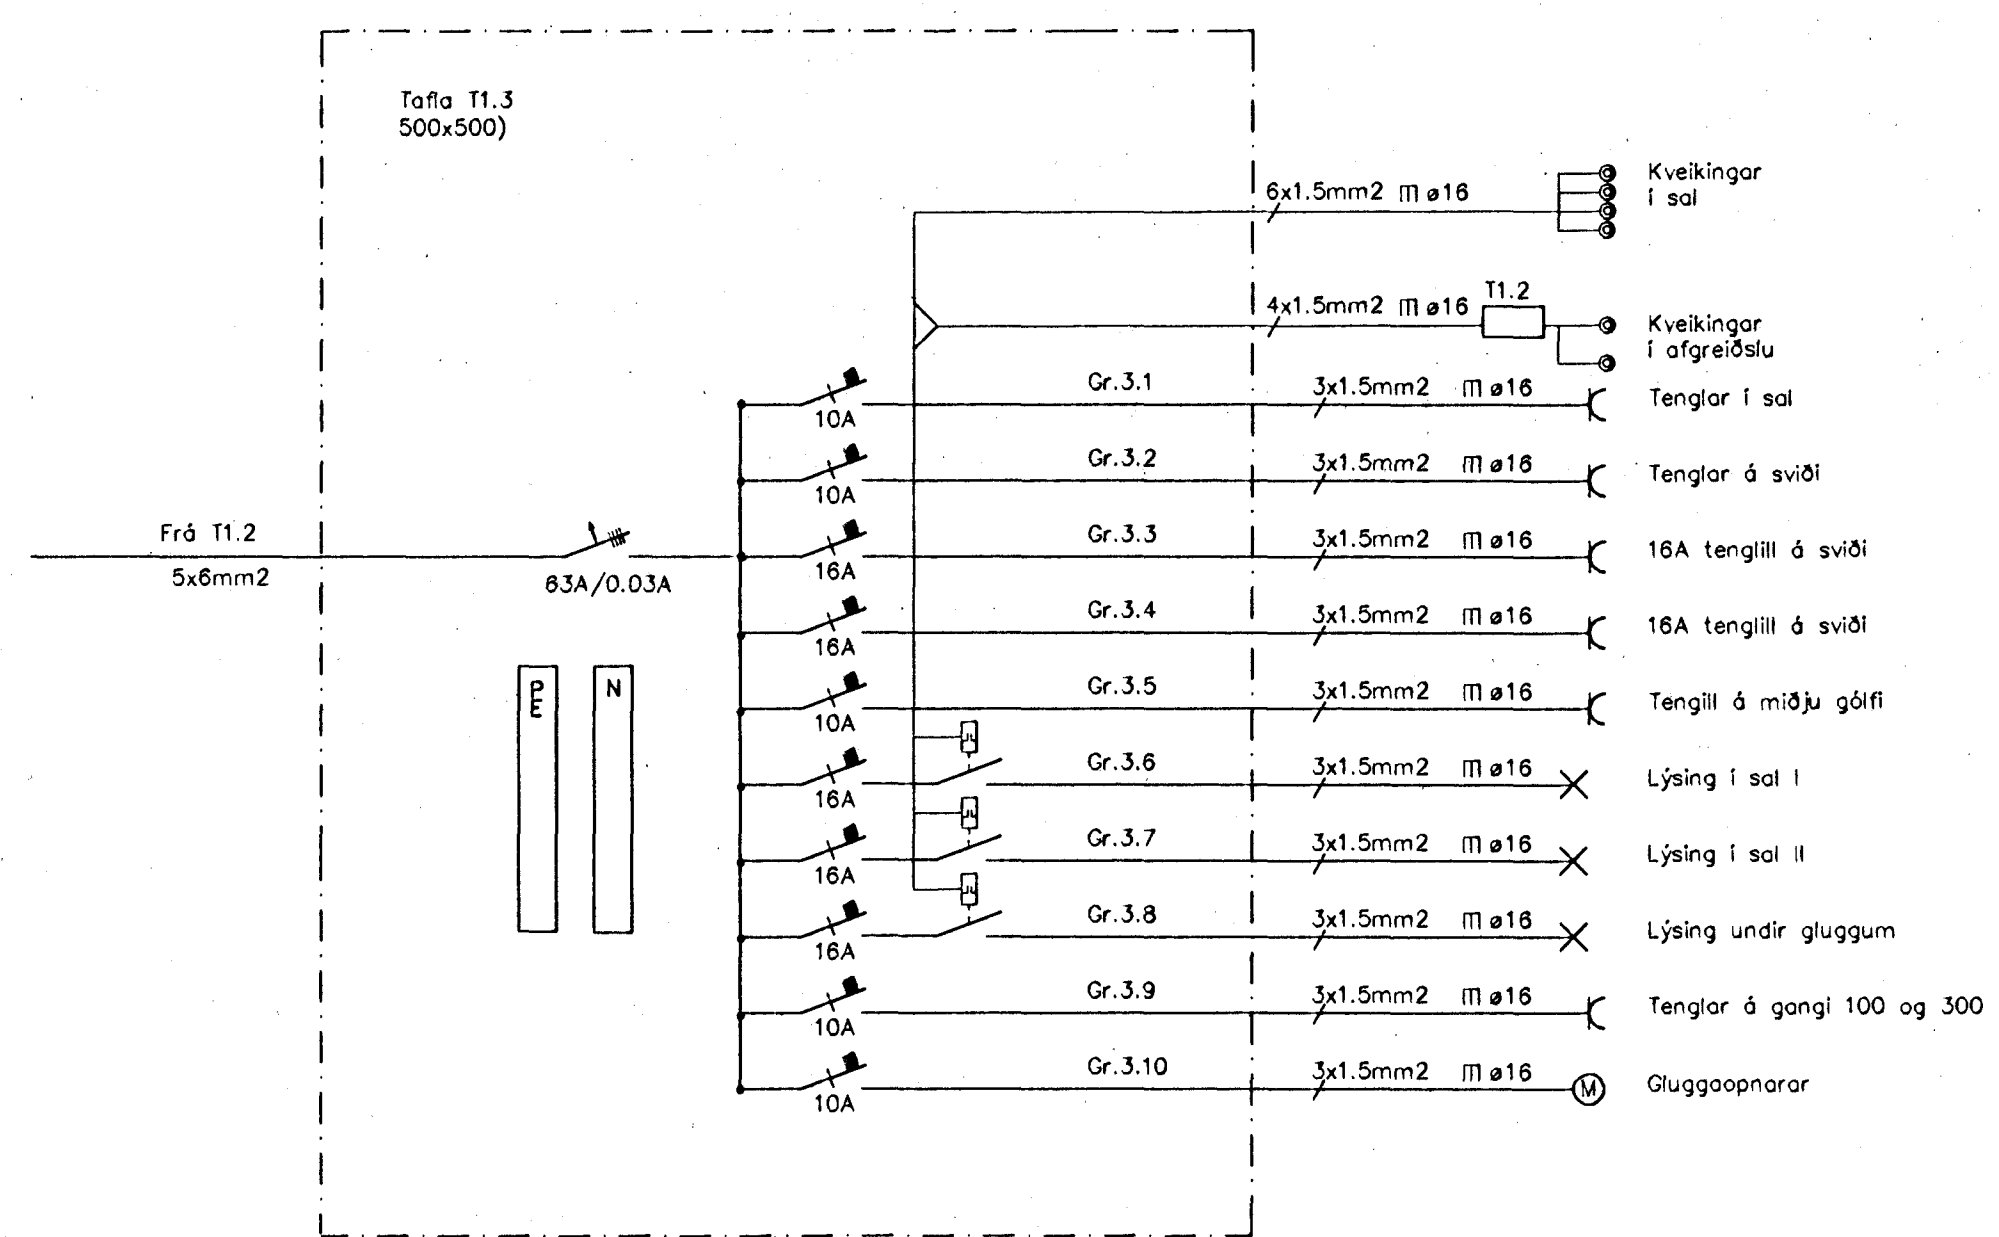 Tafla T1.3
500x500)
6x1.5mm2 m ø16
Kveikingar
í sal
4x1.5mm2 m ø16
T1.2
Kveikingar
í afgreiðslu
10A
Gr.3.1
3x1.5mm2 m ø16
Tenglar í sal
10A
Gr.3.2
3x1.5mm2 m ø16
Tenglar á sviði
Frá T1.2
5x6mm2
63A/0.03A
16A
Gr.3.3
3x1.5mm2 m ø16
16A tenglill á sviði
16A
Gr.3.4
3x1.5mm2 m ø16
16A tenglill á sviði
PE
N
10A
Gr.3.5
3x1.5mm2 m ø16
Tengill á miðju gólfi
16A
Gr.3.6
3x1.5mm2 m ø16
Lýsing í sal I
16A
Gr.3.7
3x1.5mm2 m ø16
Lýsing í sal II
16A
Gr.3.8
3x1.5mm2 m ø16
Lýsing undir gluggum
10A
Gr.3.9
3x1.5mm2 m ø16
Tenglar á gangi 100 og 300
10A
Gr.3.10
3x1.5mm2 m ø16
M
Gluggaopnarar